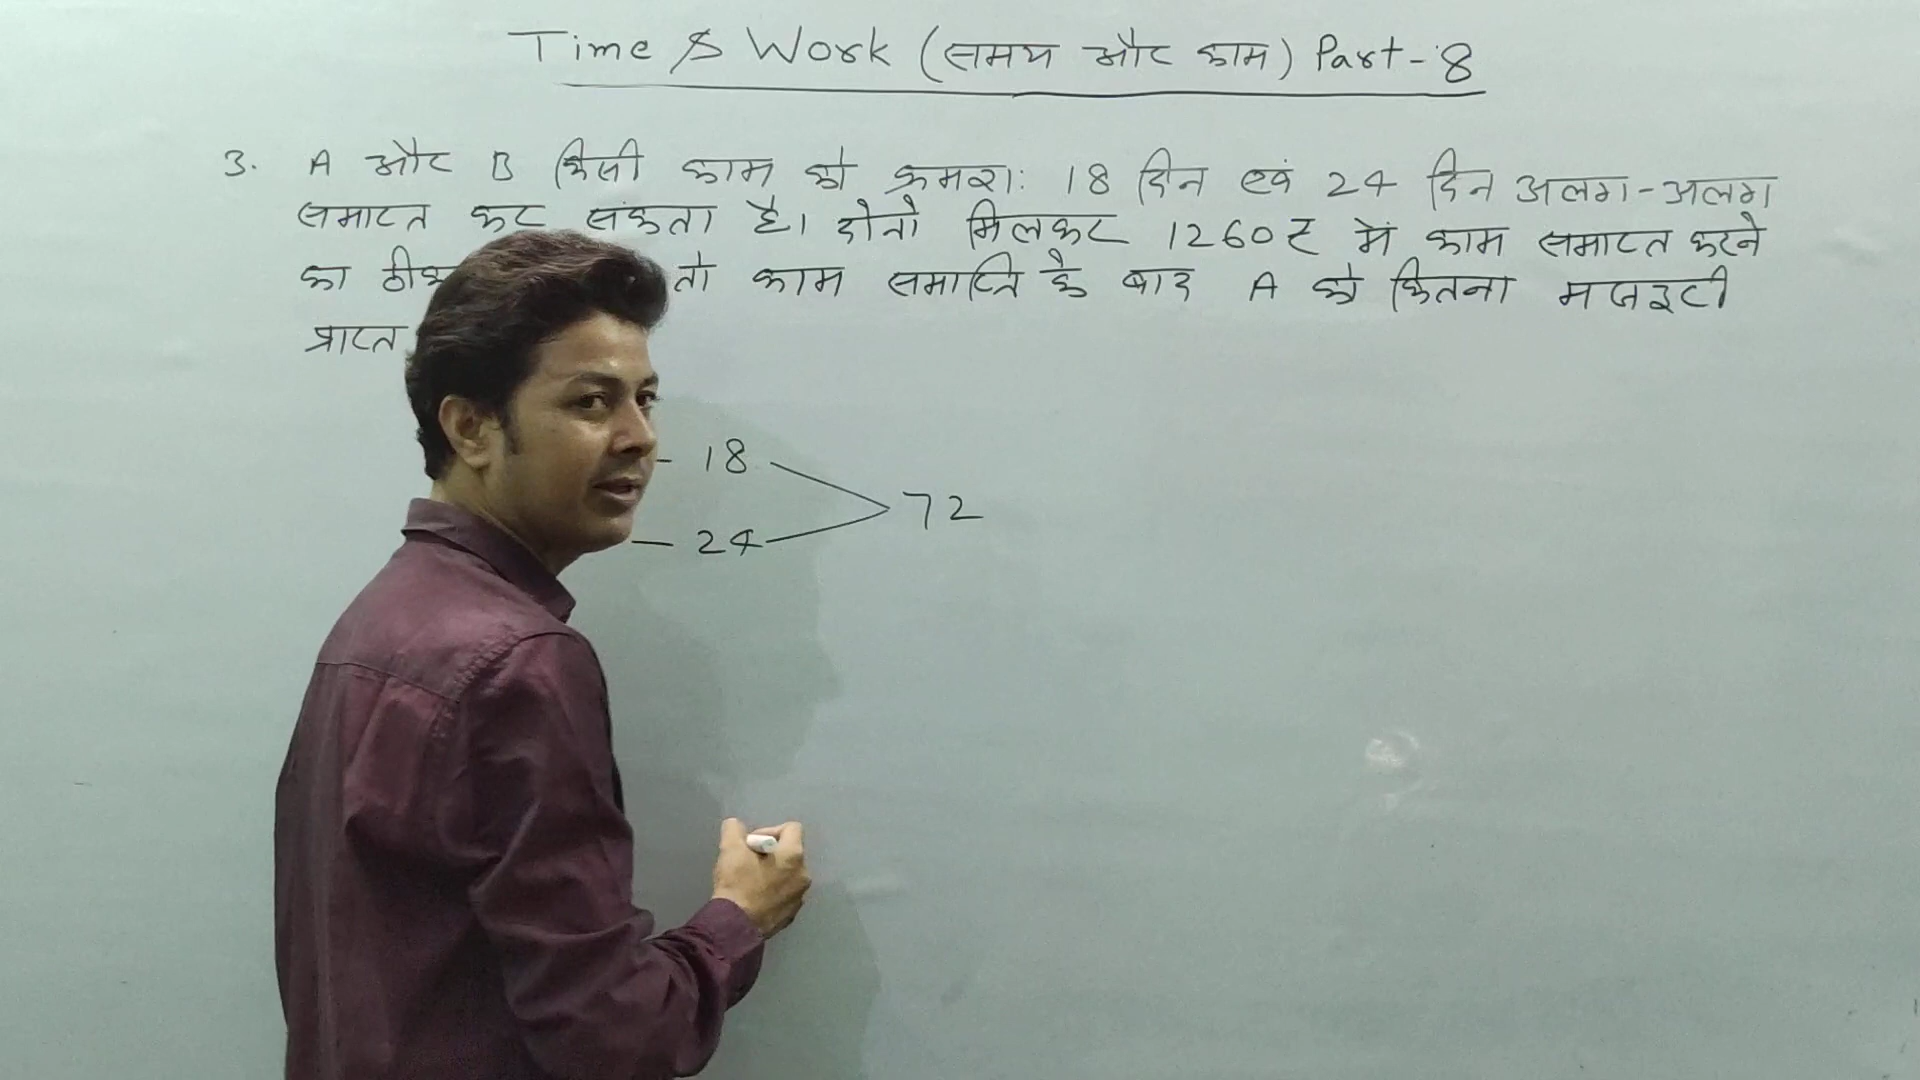 Time & Work (समय और काम) Part-8
3. A और B किसी काम को क्रमशः 18 दिन एवं 24 दिन अलग-अलग
समाप्त कर सकता है। दोनो मिलकर 1260₹ में काम समाप्त करने
का तो काम समाप्ति के बाद A को कितना मजदूरी
प्राप्त
18
72
24